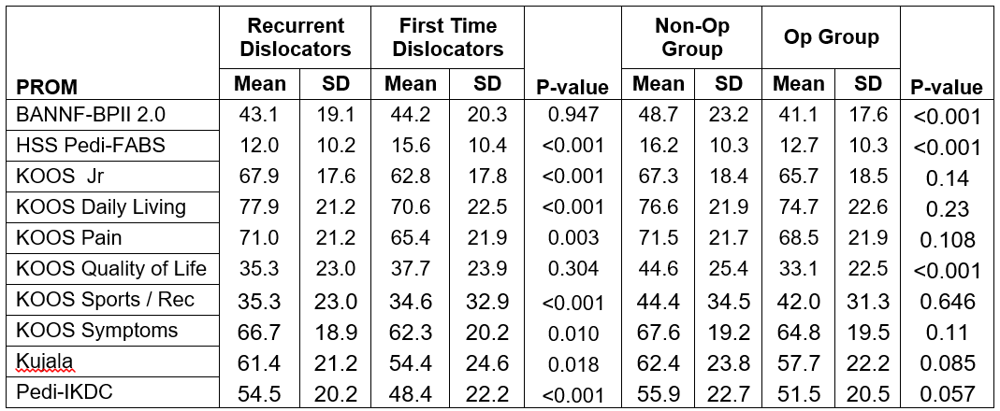 Recurrent Dislocators First Time Dislocators Non-Op Group Op Group
PROM Mean SD Mean SD P-value Mean SD Mean SD P-value
BANNF-BPII 2.0 43.1 19.1 44.2 20.3 0.947 48.7 23.2 41.1 17.6 <0.001
HSS Pedi-FABS 12.0 10.2 15.6 10.4 <0.001 16.2 10.3 12.7 10.3 <0.001
KOOS Jr 67.9 17.6 62.8 17.8 <0.001 67.3 18.4 65.7 18.5 0.14
KOOS Daily Living 77.9 21.2 70.6 22.5 <0.001 76.6 21.9 74.7 22.6 0.23
KOOS Pain 71.0 21.2 65.4 21.9 0.003 71.5 21.7 68.5 21.9 0.108
KOOS Quality of Life 35.3 23.0 37.7 23.9 0.304 44.6 25.4 33.1 22.5 <0.001
KOOS Sports / Rec 35.3 23.0 34.6 32.9 <0.001 44.4 34.5 42.0 31.3 0.646
KOOS Symptoms 66.7 18.9 62.3 20.2 0.010 67.6 19.2 64.8 19.5 0.11
Kujala 61.4 21.2 54.4 24.6 0.018 62.4 23.8 57.7 22.2 0.085
Pedi-IKDC 54.5 20.2 48.4 22.2 <0.001 55.9 22.7 51.5 20.5 0.057